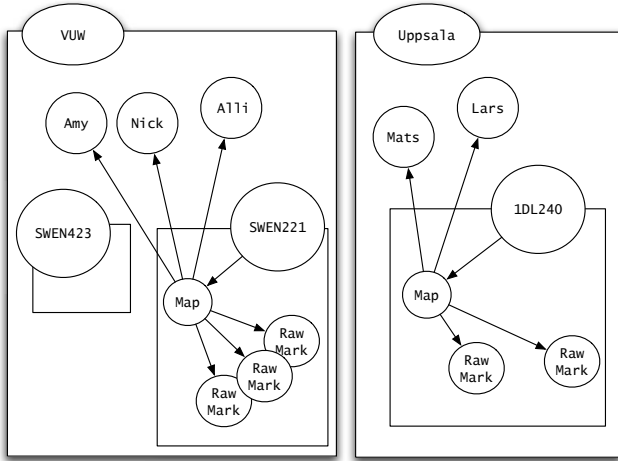 VUW
Uppsala
Amy
Nick
Alli
Mats
Lars
SWEN423
SWEN221
1DL240
Map
Map
Raw
Mark
Raw
Mark
Raw
Mark
Raw
Mark
Raw
Mark